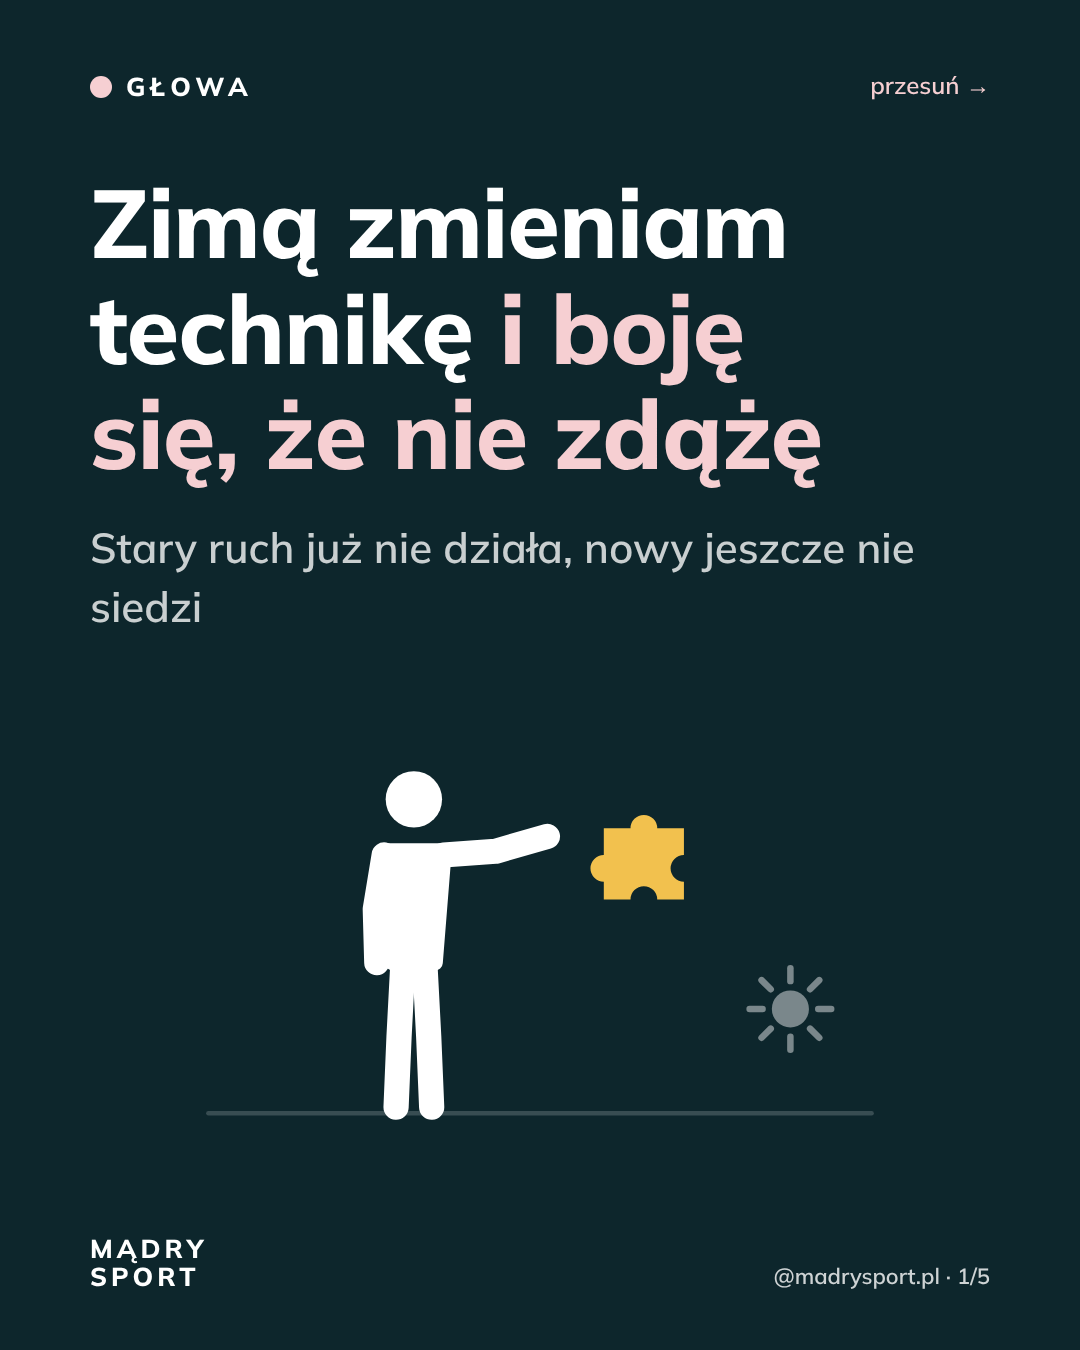 GŁOWA
przesuń →
Zimą zmieniam
technikę i boję
się, że nie zdążę
Stary ruch już nie działa, nowy jeszcze nie
siedzi
MĄDRY
SPORT
@madrysport.pl · 1/5